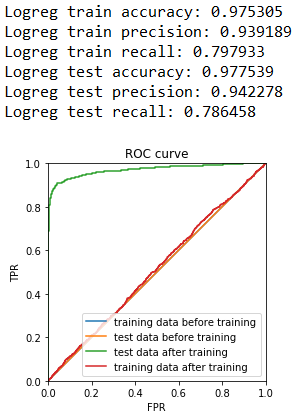 Logreg train accuracy: 0.975305
Logreg train precision: 0.939189
Logreg train recall: 0.797933
Logreg test accuracy: 0.977539
Logreg test precision: 0.942278
Logreg test recall: 0.786458
ROC curve
1.0
0.8
0.6
0.4
0.2
0.0
TPR
training data before training
test data before training
test data after training
training data after training
0.0 0.2 0.4 0.6 0.8 1.0
FPR